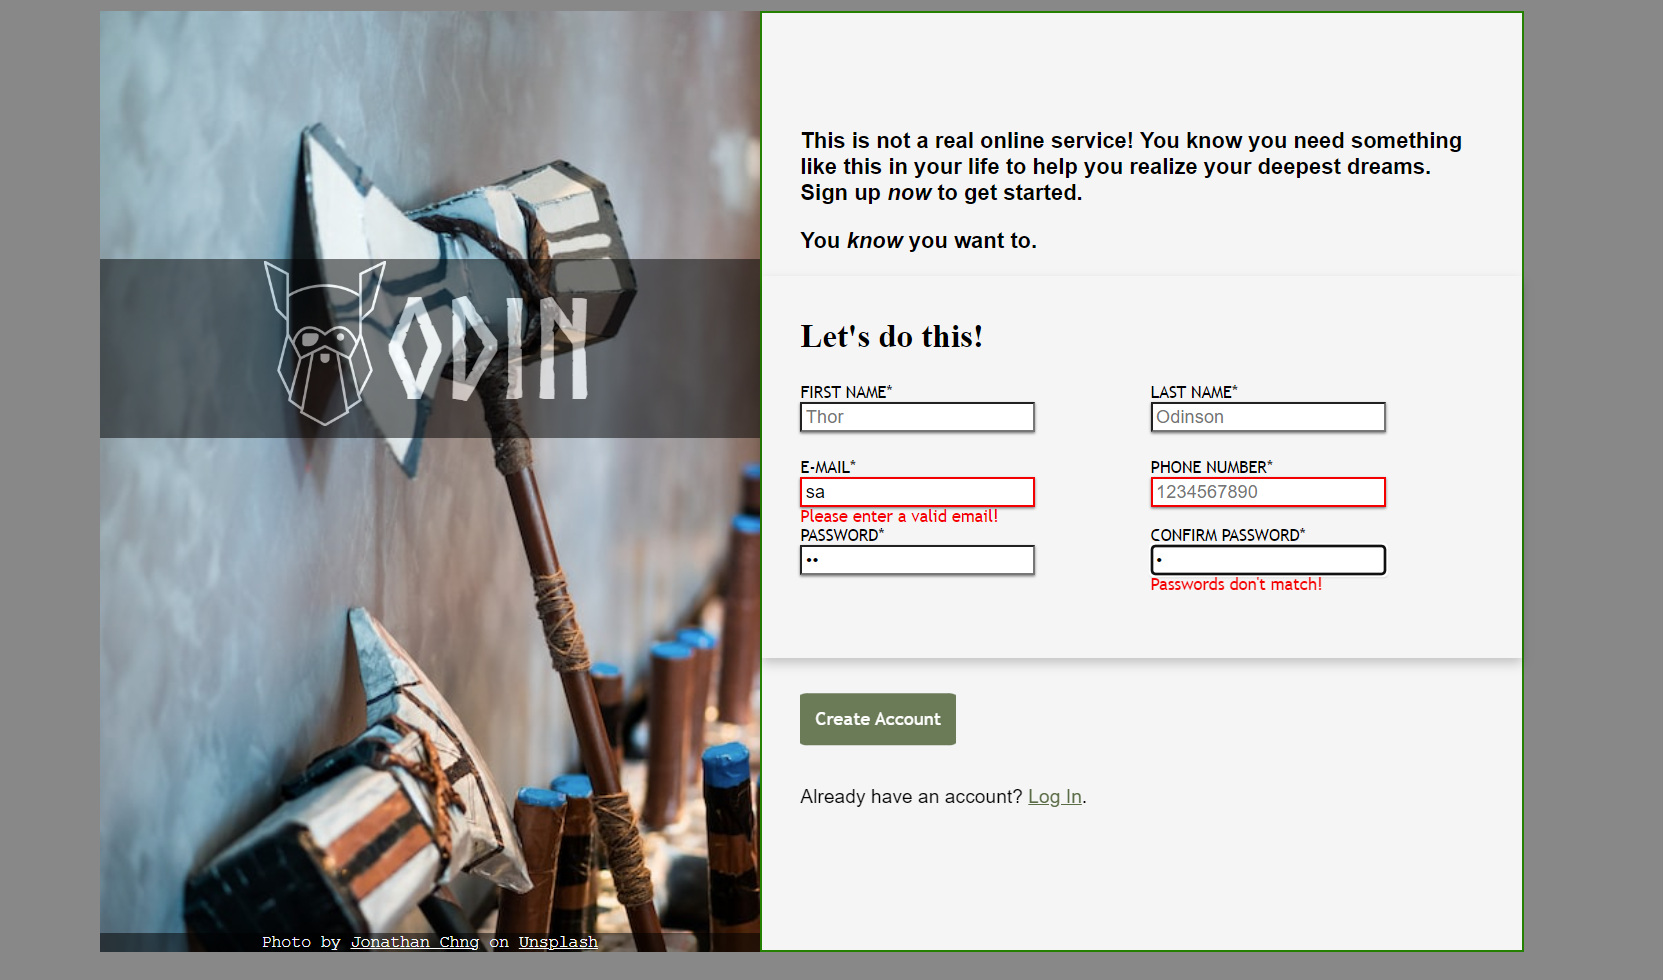 ODIN
Photo by Jonathan Chng on Unsplash
This is not a real online service! You know you need something
like this in your life to help you realize your deepest dreams.
Sign up now to get started.
You know you want to.
Let's do this!
FIRST NAME*
Thor
LAST NAME*
Odinson
E-MAIL*
sa
Please enter a valid email!
PHONE NUMBER*
1234567890
PASSWORD*
••
CONFIRM PASSWORD*
•
Passwords don't match!
Create Account
Already have an account? Log In.